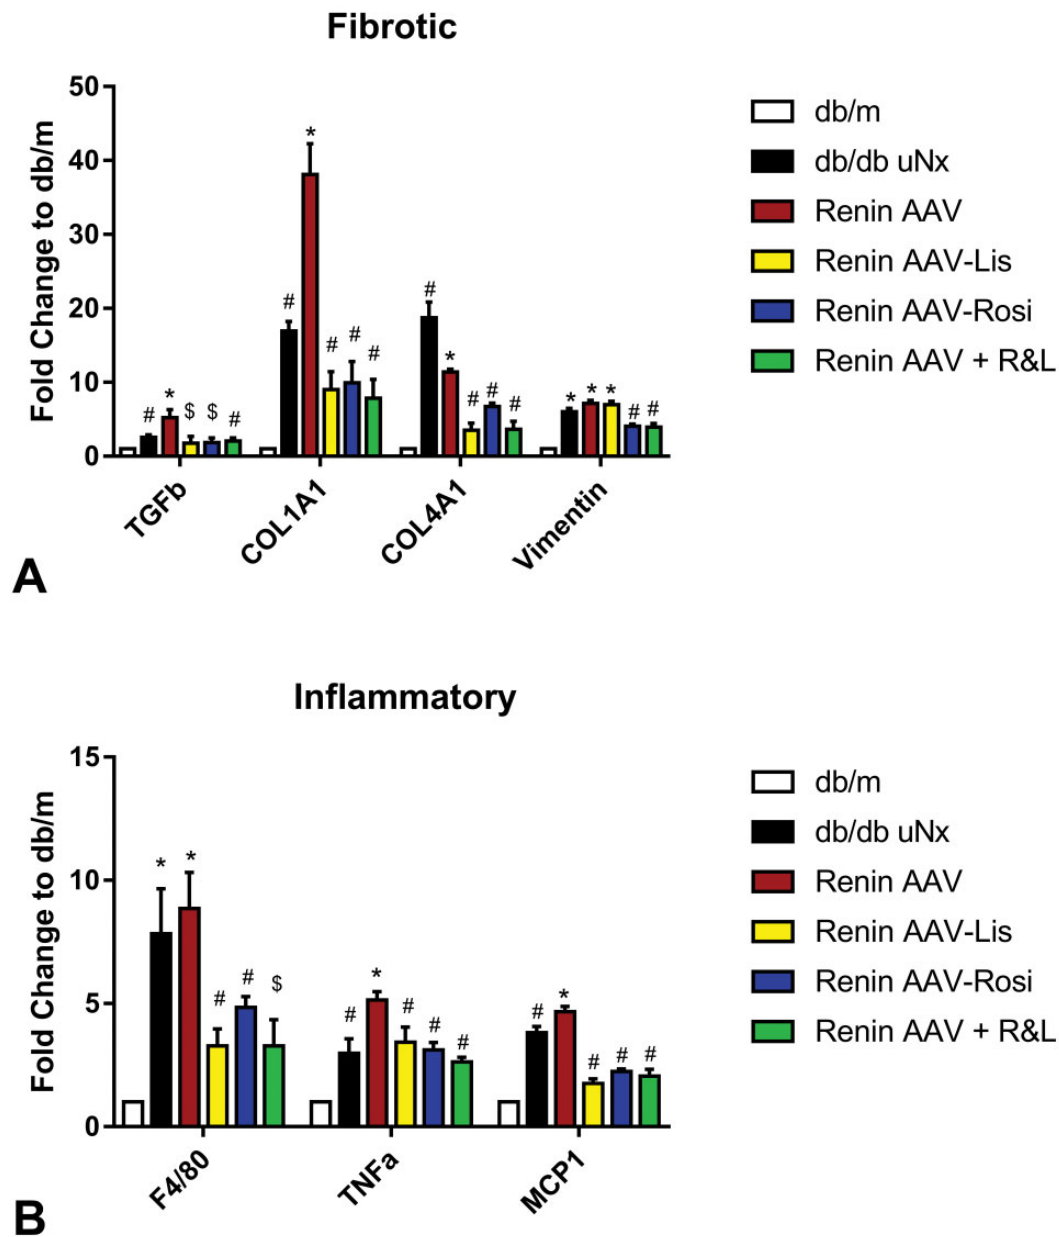 Fibrotic
Fold Change to db/m
50
40
30
20
10
0
# * $ $ #
# * # # #
# * # # #
* * * # #
TGFb
COL1A1
COL4A1
Vimentin
db/m
db/db uNx
Renin AAV
Renin AAV-Lis
Renin AAV-Rosi
Renin AAV + R&L
A
Inflammatory
Fold Change to db/m
15
10
5
0
* * # # $
# * # # #
# * # # #
F4/80
TNFa
MCP1
db/m
db/db uNx
Renin AAV
Renin AAV-Lis
Renin AAV-Rosi
Renin AAV + R&L
B